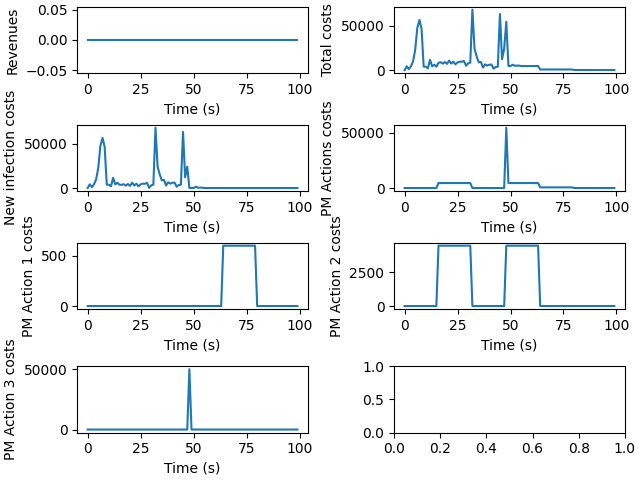 Revenues
0.05
0.00
−0.05
0 25 50 75 100
Time (s)
Total costs
50000
0
0 25 50 75 100
Time (s)
New infection costs
50000
0
0 25 50 75 100
Time (s)
PM Actions costs
50000
0
0 25 50 75 100
Time (s)
PM Action 1 costs
500
0
0 25 50 75 100
Time (s)
PM Action 2 costs
2500
0
0 25 50 75 100
Time (s)
PM Action 3 costs
50000
0
0 25 50 75 100
Time (s)
1.0
0.5
0.0
0.0 0.2 0.4 0.6 0.8 1.0